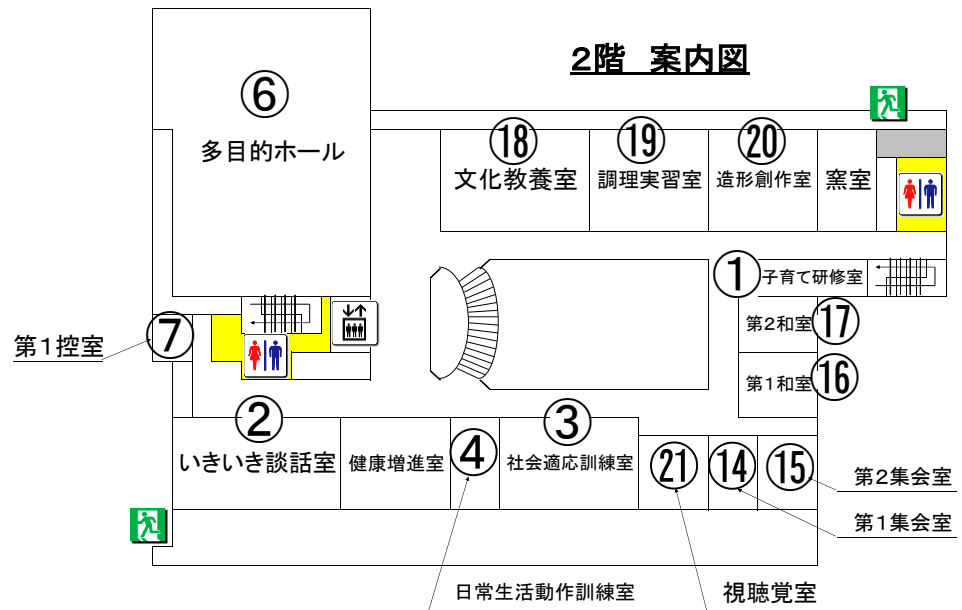 2階 案内図
⑥
多目的ホール
⑱
文化教養室
⑲
調理実習室
⑳
造形創作室
窯室
①
子育て研修室
第2和室
⑰
第1和室
⑯
⑦
第1控室
②
いきいき談話室
健康増進室
④
③
社会適応訓練室
㉑
⑭
⑮
第2集会室
第1集会室
日常生活動作訓練室
視聴覚室